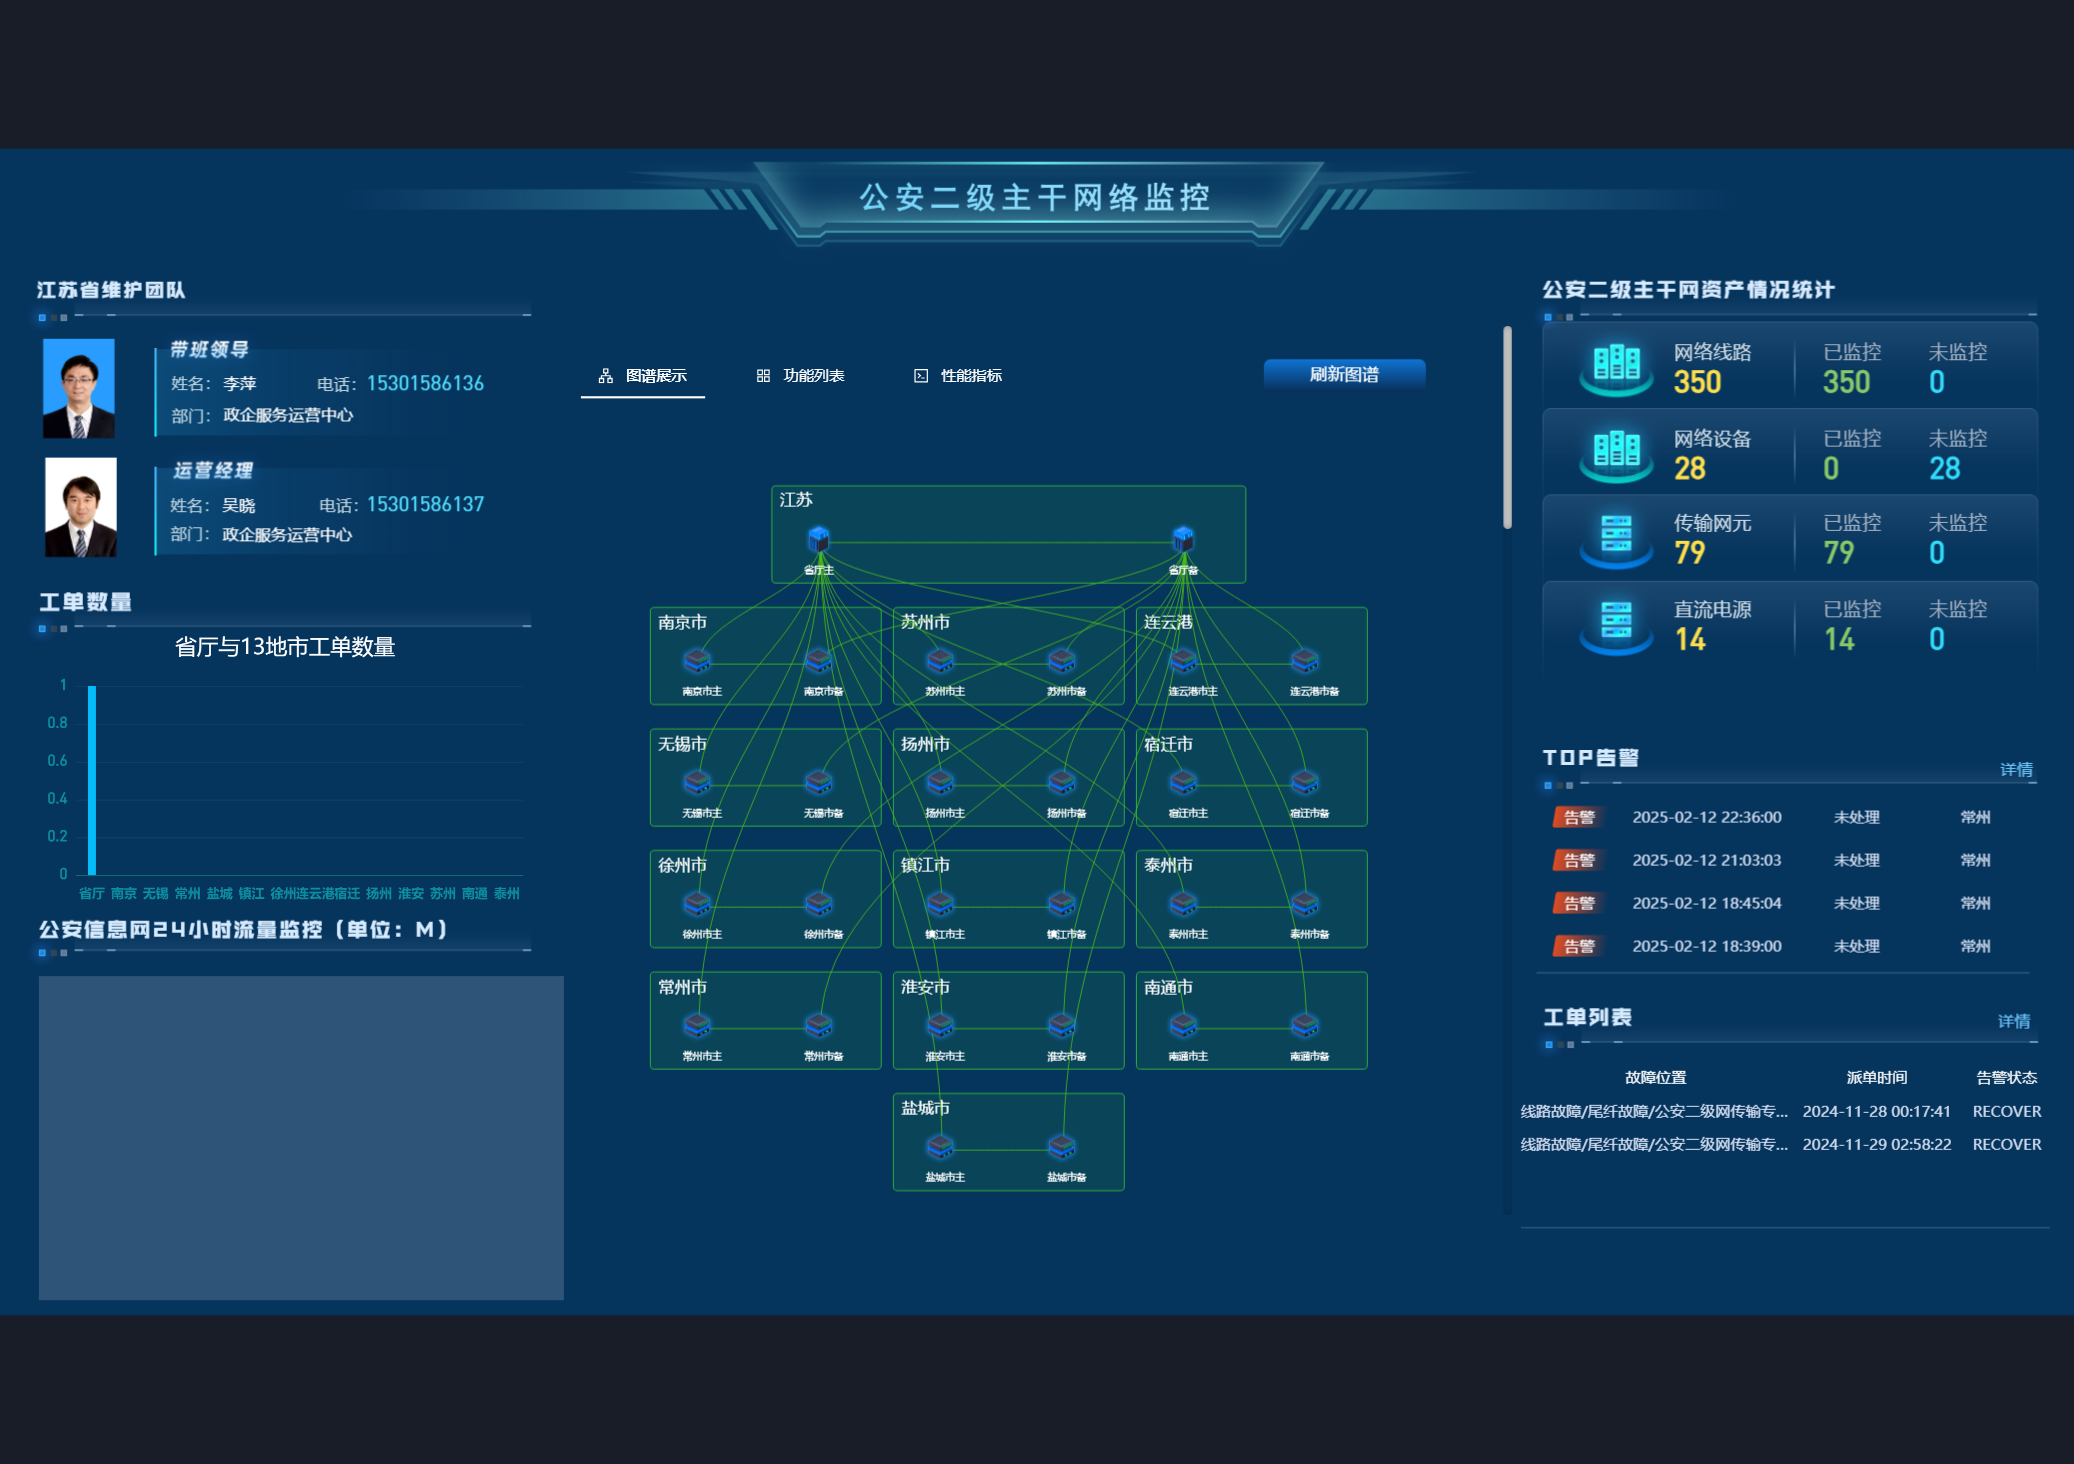 公安二级主干网络监控
江苏省维护团队
带班领导
姓名： 李萍 电话：15301586136
部门： 政企服务运营中心
运营经理
姓名： 吴晓 电话：15301586137
部门： 政企服务运营中心
工单数量
省厅与13地市工单数量
1
0.8
0.6
0.4
0.2
0
省厅 南京 无锡 常州 盐城 镇江 徐州 连云港 宿迁 扬州 淮安 苏州 南通 泰州
公安信息网24小时流量监控（单位：M）
图谱展示 功能列表 性能指标 刷新图谱
江苏
省厅主 省厅备
南京市 苏州市 连云港
南京市主 南京市备 苏州市主 苏州市备 连云港市主 连云港市备
无锡市 扬州市 宿迁市
无锡市主 无锡市备 扬州市主 扬州市备 宿迁市主 宿迁市备
徐州市 镇江市 泰州市
徐州市主 徐州市备 镇江市主 镇江市备 泰州市主 泰州市备
常州市 淮安市 南通市
常州市主 常州市备 淮安市主 淮安市备 南通市主 南通市备
盐城市
盐城市主 盐城市备
公安二级主干网资产情况统计
网络线路 已监控 未监控
350 350 0
网络设备 已监控 未监控
28 0 28
传输网元 已监控 未监控
79 79 0
直流电源 已监控 未监控
14 14 0
TOP告警
详情
告警 2025-02-12 22:36:00 未处理 常州
告警 2025-02-12 21:03:03 未处理 常州
告警 2025-02-12 18:45:04 未处理 常州
告警 2025-02-12 18:39:00 未处理 常州
工单列表
详情
故障位置 派单时间 告警状态
线路故障/尾纤故障/公安二级网传输专... 2024-11-28 00:17:41 RECOVER
线路故障/尾纤故障/公安二级网传输专... 2024-11-29 02:58:22 RECOVER